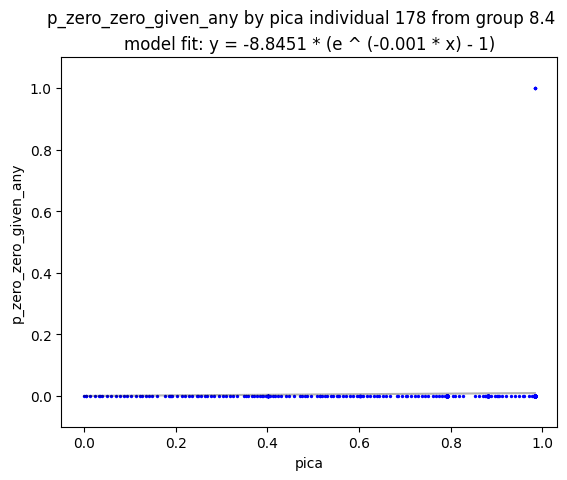 p_zero_zero_given_any by pica individual 178 from group 8.4
model fit: y = -8.8451 * (e ^ (-0.001 * x) - 1)
1.0
0.8
0.6
0.4
0.2
0.0
p_zero_zero_given_any
0.0 0.2 0.4 0.6 0.8 1.0
pica